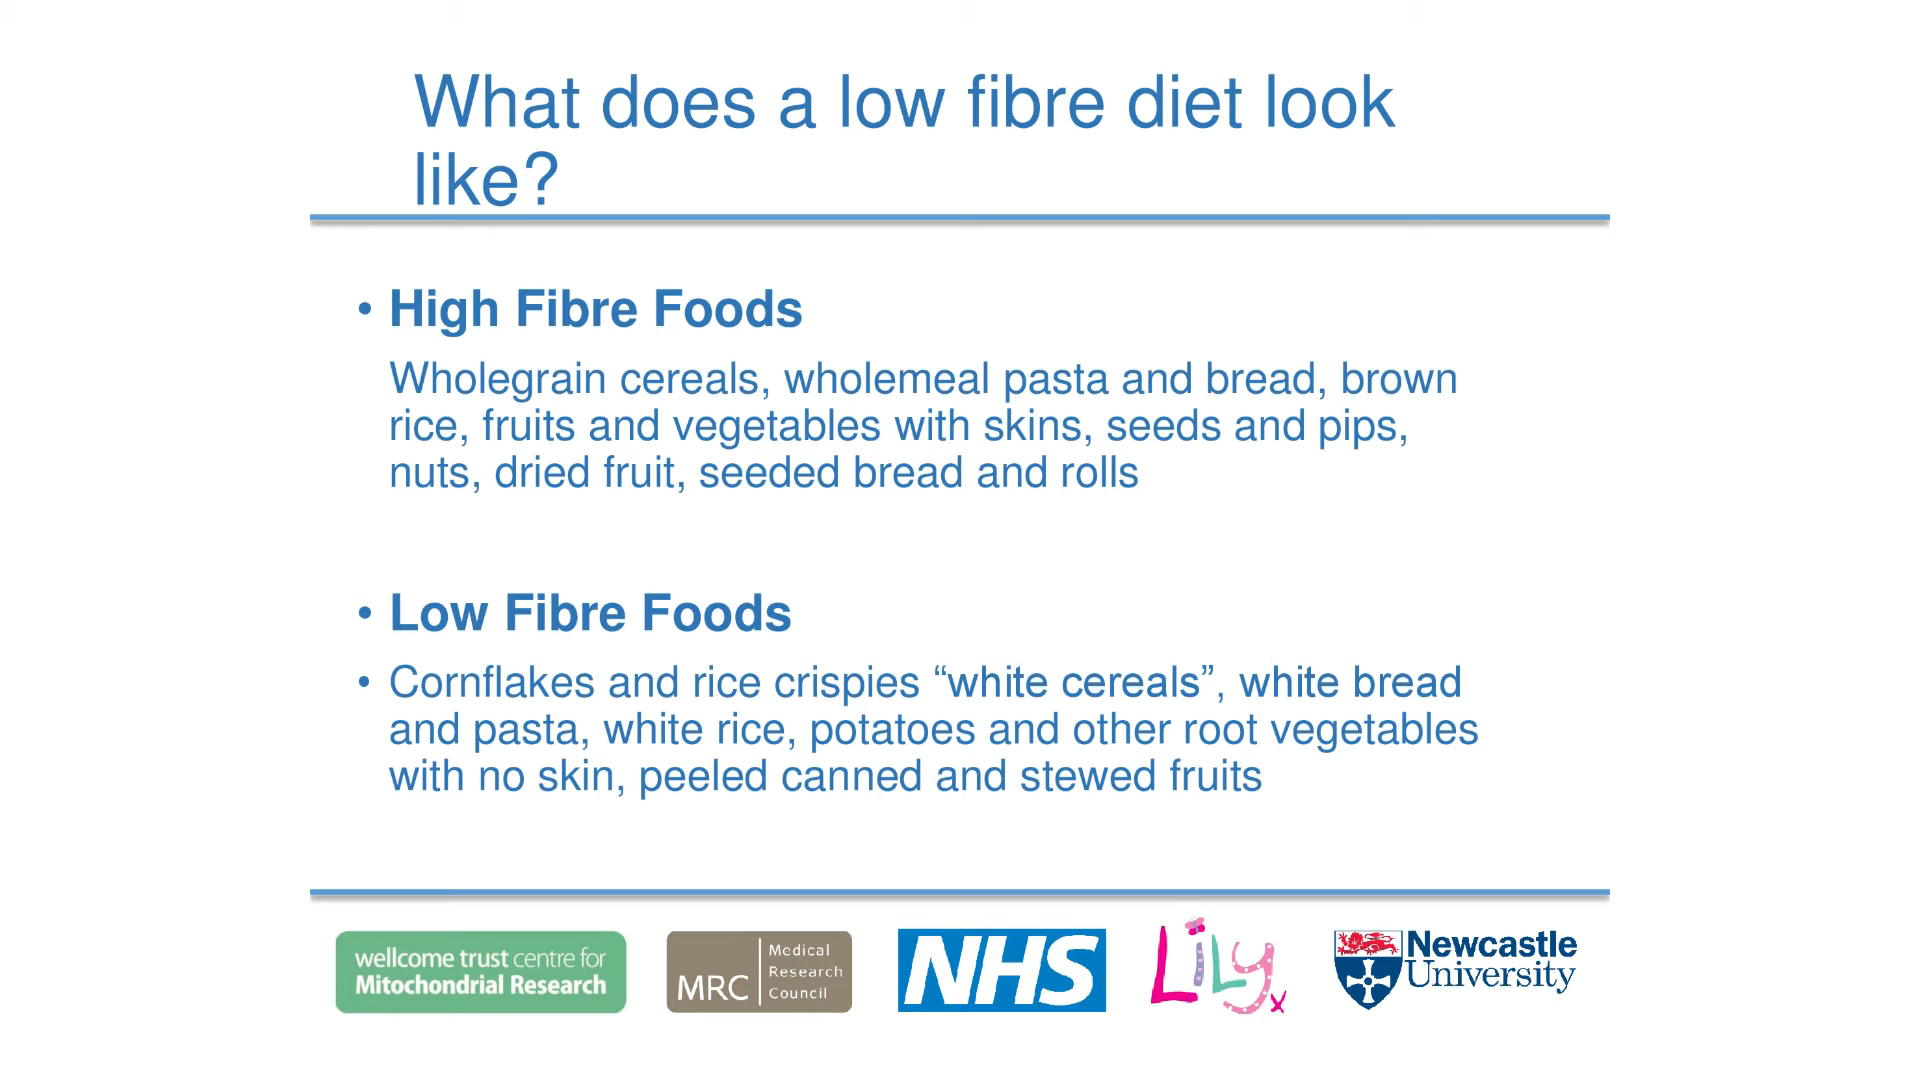 What does a low fibre diet look
like?
• High Fibre Foods
Wholegrain cereals, wholemeal pasta and bread, brown
rice, fruits and vegetables with skins, seeds and pips,
nuts, dried fruit, seeded bread and rolls
• Low Fibre Foods
• Cornflakes and rice crispies “white cereals”, white bread
and pasta, white rice, potatoes and other root vegetables
with no skin, peeled canned and stewed fruits
wellcome trust centre for
Mitochondrial Research
MRC
Medical
Research
Council
NHS
Lily x
Newcastle
University